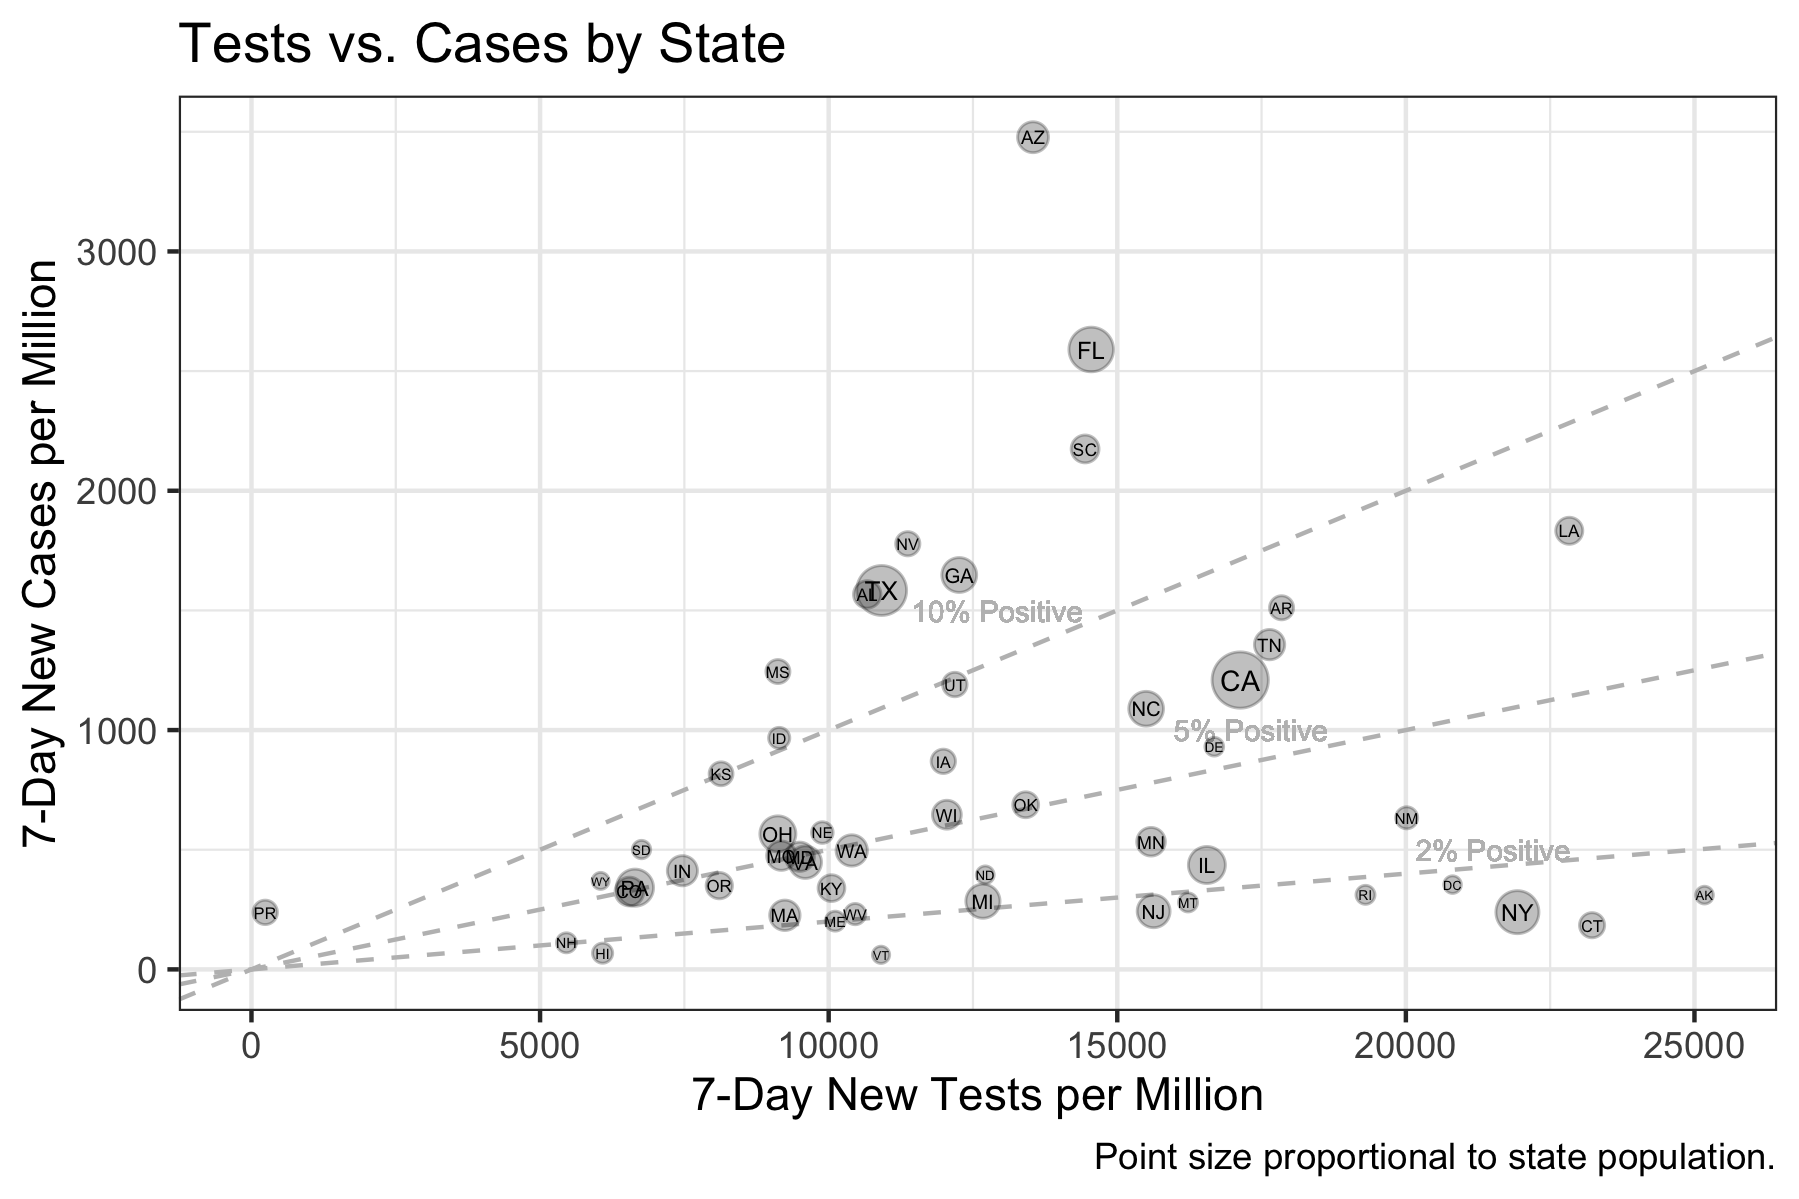 Tests vs. Cases by State
7-Day New Cases per Million
3000
2000
1000
0
AZ
FL
SC
LA
NV
GA
TX
AL
10% Positive
AR
TN
MS
CA
UT
NC
5% Positive
ID
DE
IA
KS
OK
WI
NM
OH
NE
MN
SD
MO
MD
VA
WA
2% Positive
IN
IL
WY
CO
PA
OR
KY
ND
DC
RI
AK
MI
MT
PR
MA
ME
WV
NJ
NY
CT
NH
HI
VT
0 5000 10000 15000 20000 25000
7-Day New Tests per Million
Point size proportional to state population.